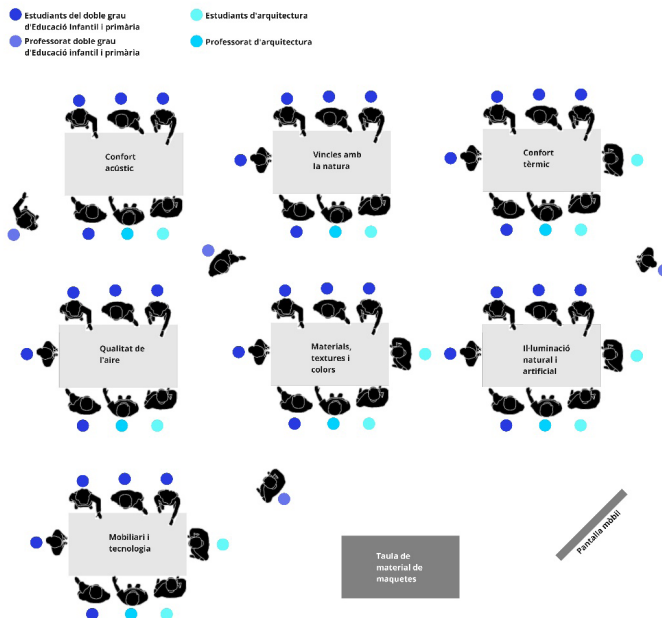 Estudiants del doble grau
d'Educació Infantil i primària
Professorat doble grau
d'Educació infantil i primària
Estudiants d'arquitectura
Professorat d'arquitectura
Confort
acústic
Vincles amb
la natura
Confort
tèrmic
Qualitat de
l'aire
Materials,
textures i
colors
Il·luminació
natural i
artificial
Mobiliari i
tecnologia
Taula de
material de
maquetes
Pantalla mòbil